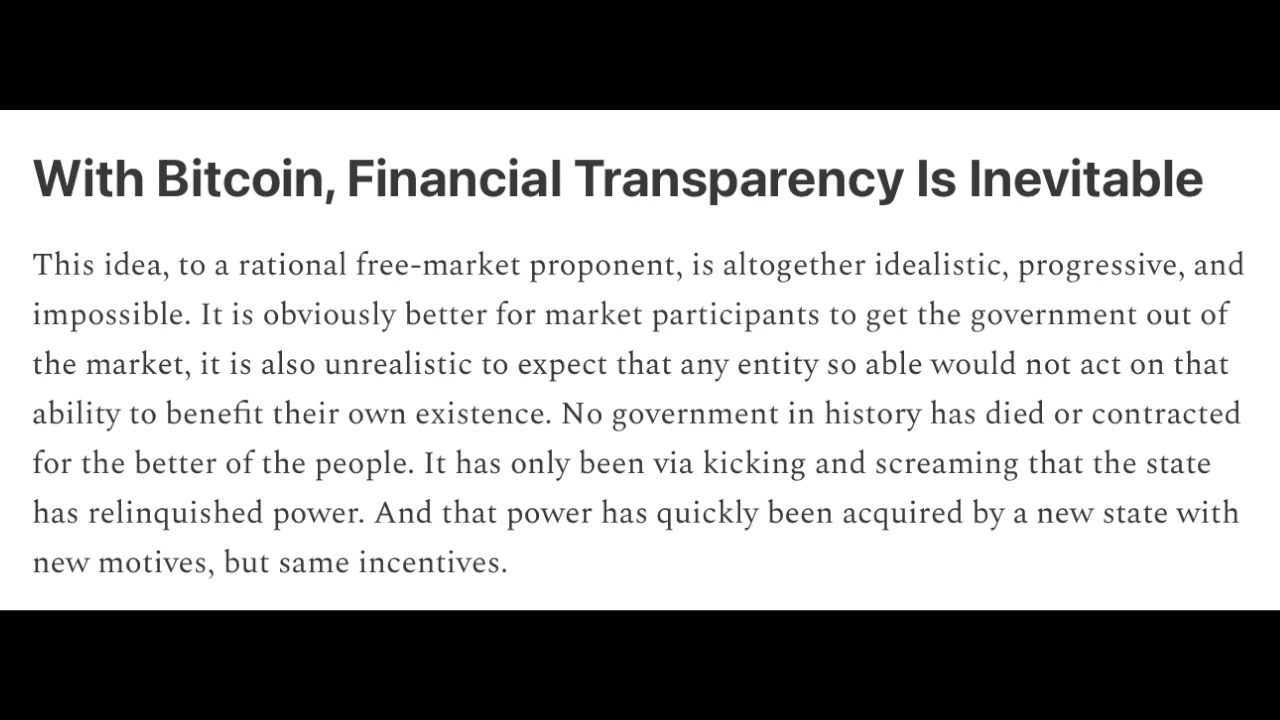 With Bitcoin, Financial Transparency Is Inevitable
This idea, to a rational free-market proponent, is altogether idealistic, progressive, and
impossible. It is obviously better for market participants to get the government out of
the market, it is also unrealistic to expect that any entity so able would not act on that
ability to benefit their own existence. No government in history has died or contracted
for the better of the people. It has only been via kicking and screaming that the state
has relinquished power. And that power has quickly been acquired by a new state with
new motives, but same incentives.